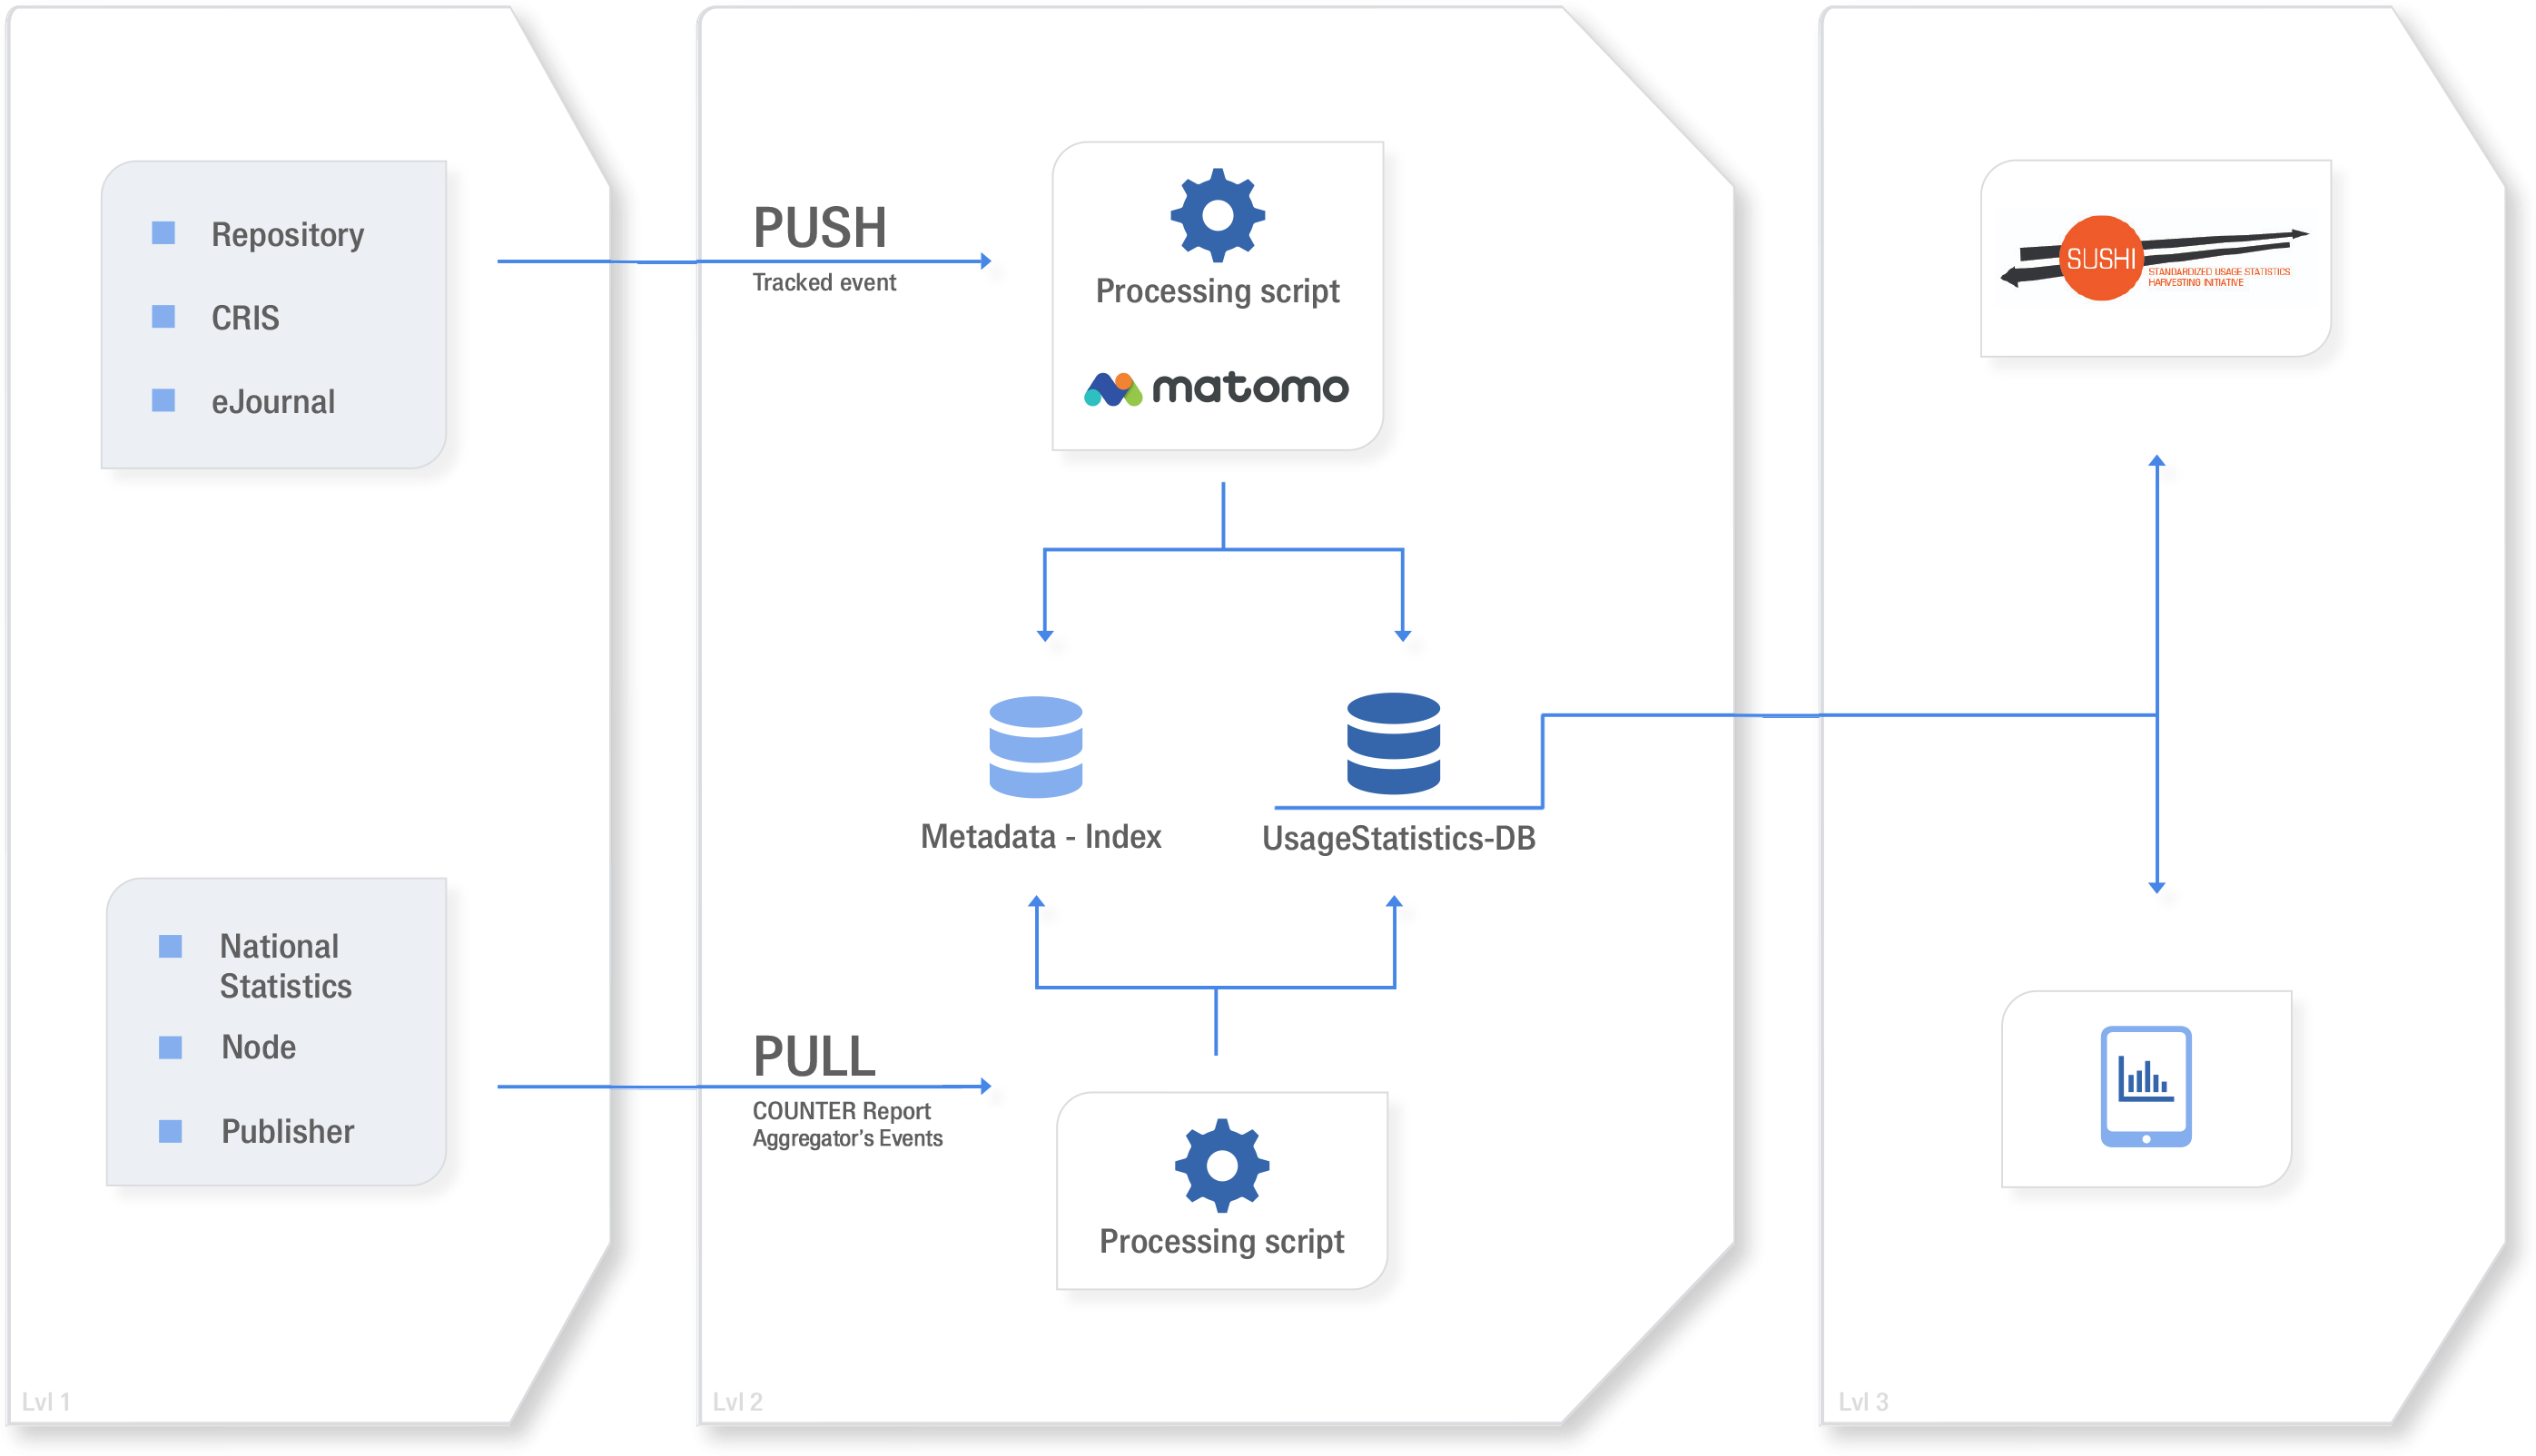 Repository
CRIS
eJournal
National
Statistics
Node
Publisher
Lvl 1
PUSH
Tracked event
Processing script
matomo
Metadata - Index
UsageStatistics-DB
PULL
COUNTER Report
Aggregator's Events
Processing script
Lvl 2
SUSHI
STANDARDIZED USAGE STATISTICS
HARVESTING INITIATIVE
Lvl 3